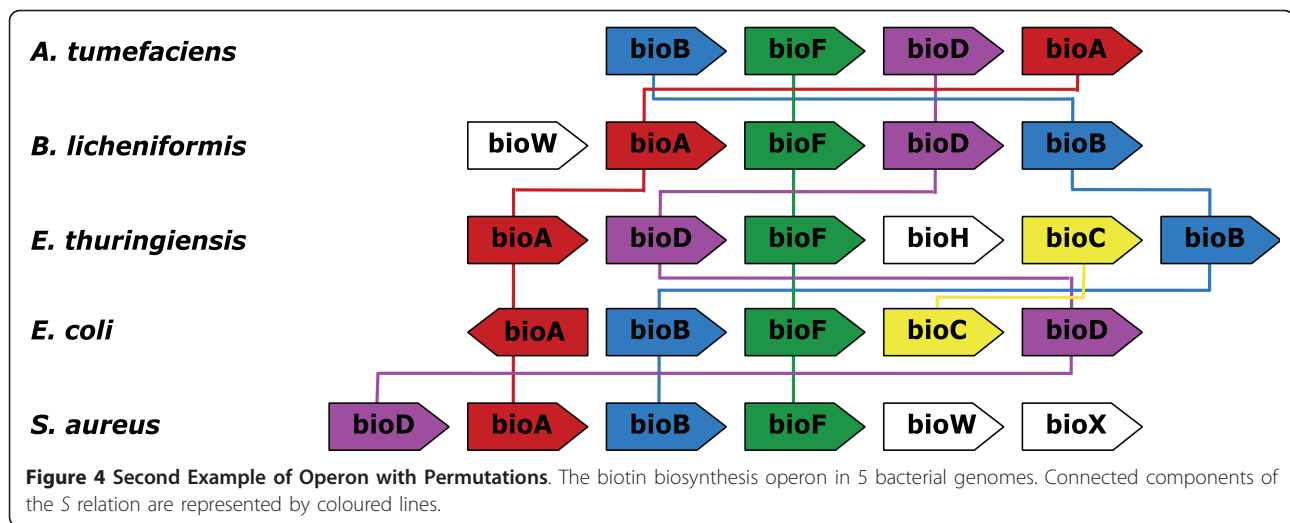 A. tumefaciens bioB bioF bioD bioA
B. licheniformis bioW bioA bioF bioD bioB
E. thuringiensis bioA bioD bioF bioH bioC bioB
E. coli bioA bioB bioF bioC bioD
S. aureus bioD bioA bioB bioF bioW bioX
Figure 4 Second Example of Operon with Permutations. The biotin biosynthesis operon in 5 bacterial genomes. Connected components of
the S relation are represented by coloured lines.